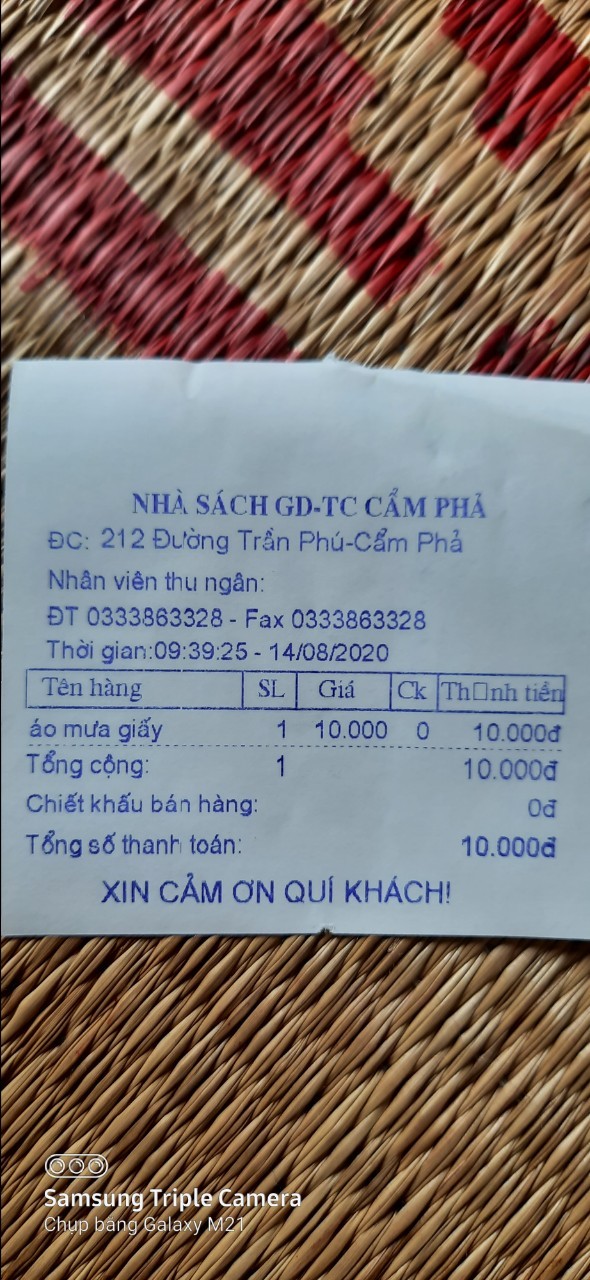 NHÀ SÁCH GD-TC CẨM PHẢ
ĐC: 212 Đường Trần Phú-Cẩm Phả
Nhân viên thu ngân:
ĐT 0333863328 - Fax 0333863328
Thời gian:09:39:25 - 14/08/2020
Tên hàng SL Giá Ck Th□nh tiền
áo mưa giấy 1 10.000 0 10.000đ
Tổng cộng: 1 10.000đ
Chiết khấu bán hàng: 0đ
Tổng số thanh toán: 10.000đ
XIN CẢM ƠN QUÍ KHÁCH!
Samsung Triple Camera
Chụp bằng Galaxy M21